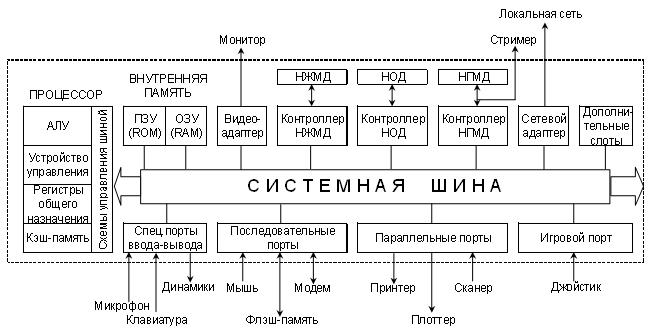 Локальная сеть
Монитор
Стример
ПРОЦЕССОР
ВНУТРЕННЯЯ
ПАМЯТЬ
НЖМД
НОД
НГМД
АЛУ
Устройство
управления
Регистры
общего
назначения
Кэш-память
Схемы управления шиной
ПЗУ
(ROM)
ОЗУ
(RAM)
Видео-
адаптер
Контроллер
НЖМД
Контроллер
НОД
Контроллер
НГМД
Сетевой
адаптер
Дополни-
тельные
слоты
СИСТЕМНАЯ ШИНА
Спец.порты
ввода-вывода
Последовательные
порты
Параллельные порты
Игровой порт
Микрофон
Клавиатура
Динамики
Мышь
Флэш-память
Модем
Принтер
Плоттер
Сканер
Джойстик